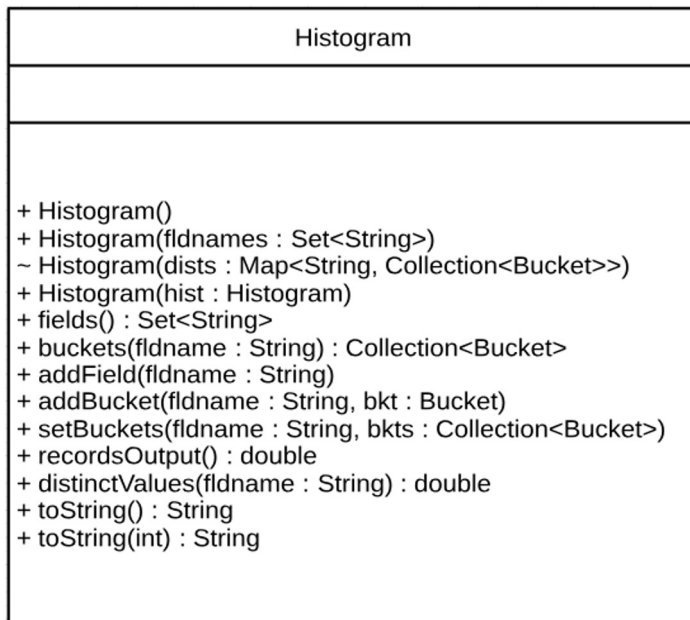 Histogram
+ Histogram()
+ Histogram(fldnames : Set<String>)
~ Histogram(dists : Map<String, Collection<Bucket>>)
+ Histogram(hist : Histogram)
+ fields() : Set<String>
+ buckets(fldname : String) : Collection<Bucket>
+ addField(fldname : String)
+ addBucket(fldname : String, bkt : Bucket)
+ setBuckets(fldname : String, bkts : Collection<Bucket>)
+ recordsOutput() : double
+ distinctValues(fldname : String) : double
+ toString() : String
+ toString(int) : String